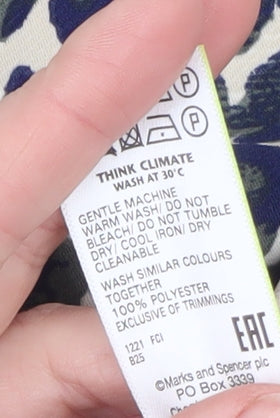 P
P
THINK CLIMATE
WASH AT 30°C
GENTLE MACHINE
WARM WASH/ DO NOT
BLEACH/ DO NOT TUMBLE
DRY/ COOL IRON/ DRY
CLEANABLE
WASH SIMILAR COLOURS
TOGETHER
100% POLYESTER
EXCLUSIVE OF TRIMMINGS
1221 FCI
B25
EAC
©Marks and Spencer plc
PO Box 3339